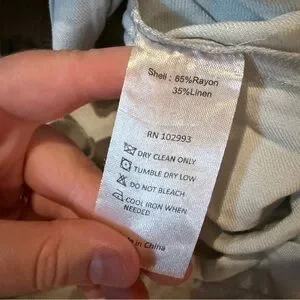 Shell : 65%Rayon
35%Linen
RN 102993
DRY CLEAN ONLY
TUMBLE DRY LOW
DO NOT BLEACH
COOL IRON WHEN
NEEDED
in China